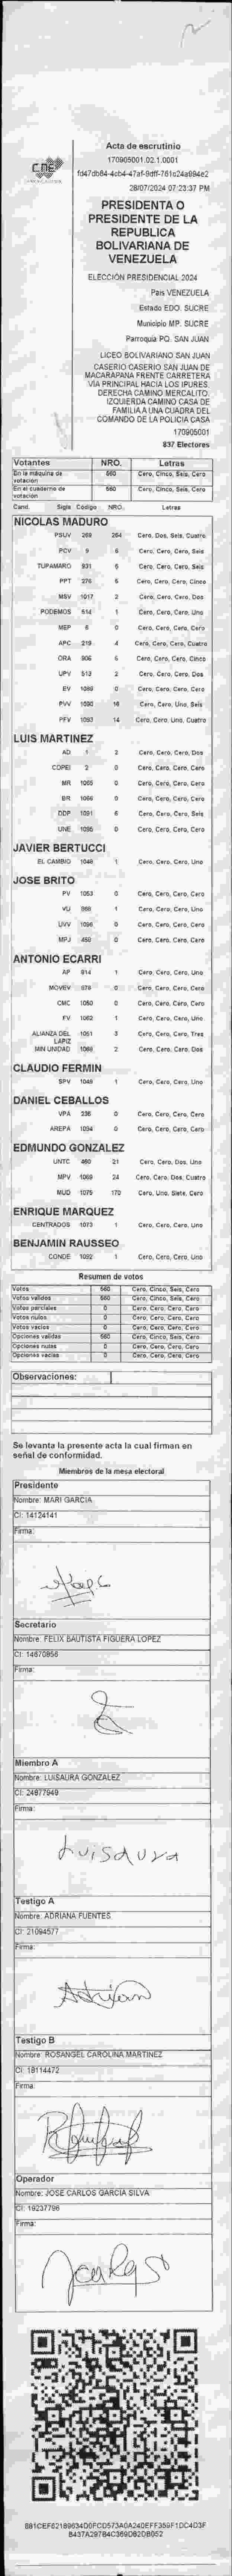 CNE
Acta de escrutinio
170905001.02.1.0001
28/07/2024 07:23:37 PM
PRESIDENTA O
PRESIDENTE DE LA
REPUBLICA
BOLIVARIANA DE
VENEZUELA
ELECCIÓN PRESIDENCIAL 2024
Pais VENEZUELA
Estado EDO. SUCRE
Municipio MP. SUCRE
Parroquia PQ. SAN JUAN
LICEO BOLIVARIANO SAN JUAN
CASERIO CASERIO SAN JUAN DE
MACARAPANA FRENTE CARRETERA
VIA PRINCIPAL HACIA LOS IPURES.
DERECHA CAMINO MERCALITO.
IZQUIERDA CAMINO CASA DE
FAMILIA A UNA CUADRA DEL
COMANDO DE LA POLICIA CASA
170905001
837 Electores
Votantes NRO. Letras
En la máquina de votación 560 Cero, Cinco, Seis, Cero
En el cuaderno de votación 560 Cero, Cinco, Seis, Cero
Cand. Sigla Código NRO. Letras
NICOLAS MADURO
PSUV 268 264 Cero, Dos, Seis, Cuatro
PCV 9 6 Cero, Cero, Cero, Seis
TUPAMARO 931 6 Cero, Cero, Cero, Seis
PPT 276 5 Cero, Cero, Cero, Cinco
MSV 1017 2 Cero, Cero, Cero, Dos
PODEMOS 514 1 Cero, Cero, Cero, Uno
MEP 6 0 Cero, Cero, Cero, Cero
APC 219 4 Cero, Cero, Cero, Cuatro
ORA 906 5 Cero, Cero, Cero, Cinco
UPV 513 2 Cero, Cero, Cero, Dos
EV 1088 0 Cero, Cero, Cero, Cero
PVV 1090 16 Cero, Cero, Uno, Seis
PFV 1093 14 Cero, Cero, Uno, Cuatro
LUIS MARTINEZ
AD 1 2 Cero, Cero, Cero, Dos
COPEI 2 0 Cero, Cero, Cero, Cero
MR 1065 0 Cero, Cero, Cero, Cero
BR 1066 0 Cero, Cero, Cero, Cero
DDP 1091 6 Cero, Cero, Cero, Seis
UNE 1095 0 Cero, Cero, Cero, Cero
JAVIER BERTUCCI
EL CAMBIO 1048 1 Cero, Cero, Cero, Uno
JOSE BRITO
PV 1053 0 Cero, Cero, Cero, Cero
VU 968 1 Cero, Cero, Cero, Uno
UVV 1096 0 Cero, Cero, Cero, Cero
MPJ 459 0 Cero, Cero, Cero, Cero
ANTONIO ECARRI
AP 914 1 Cero, Cero, Cero, Uno
MOVEV 978 0 Cero, Cero, Cero, Cero
CMC 1050 0 Cero, Cero, Cero, Cero
FV 1062 1 Cero, Cero, Cero, Uno
ALIANZA DEL LAPIZ 1051 3 Cero, Cero, Cero, Tres
MIN UNIDAD 1069 2 Cero, Cero, Cero, Dos
CLAUDIO FERMIN
SPV 1048 1 Cero, Cero, Cero, Uno
DANIEL CEBALLOS
VPA 236 0 Cero, Cero, Cero, Cero
AREPA 1094 0 Cero, Cero, Cero, Cero
EDMUNDO GONZALEZ
UNTC 460 21 Cero, Cero, Dos, Uno
MPV 1069 24 Cero, Cero, Dos, Cuatro
MUD 1075 170 Cero, Uno, Siete, Cero
ENRIQUE MARQUEZ
CENTRADOS 1073 1 Cero, Cero, Cero, Uno
BENJAMIN RAUSSEO
CONDE 1092 1 Cero, Cero, Cero, Uno
Resumen de votos
Votos 560 Cero, Cinco, Seis, Cero
Votos validos 560 Cero, Cinco, Seis, Cero
Votos parciales 0 Cero, Cero, Cero, Cero
Votos nulos 0 Cero, Cero, Cero, Cero
Votos vacios 0 Cero, Cero, Cero, Cero
Opciones validas 560 Cero, Cinco, Seis, Cero
Opciones nulas 0 Cero, Cero, Cero, Cero
Opciones vacias 0 Cero, Cero, Cero, Cero
Observaciones:
Se levanta la presente acta la cual firman en
señal de conformidad.
Miembros de la mesa electoral
Presidente
Nombre: MARI GARCIA
CI: 14124141
Firma:
Secretario
Nombre: FELIX BAUTISTA FIGUERA LOPEZ
CI: 14670856
Firma:
Miembro A
Nombre: LUISAURA GONZALEZ
CI: 24877949
Firma:
Luisaura
Testigo A
Nombre: ADRIANA FUENTES
CI: 21094577
Firma:
Testigo B
Nombre: ROSANGEL CAROLINA MARTINEZ
CI: 18114472
Firma:
Operador
Nombre: JOSE CARLOS GARCIA SILVA
CI: 19237796
Firma: